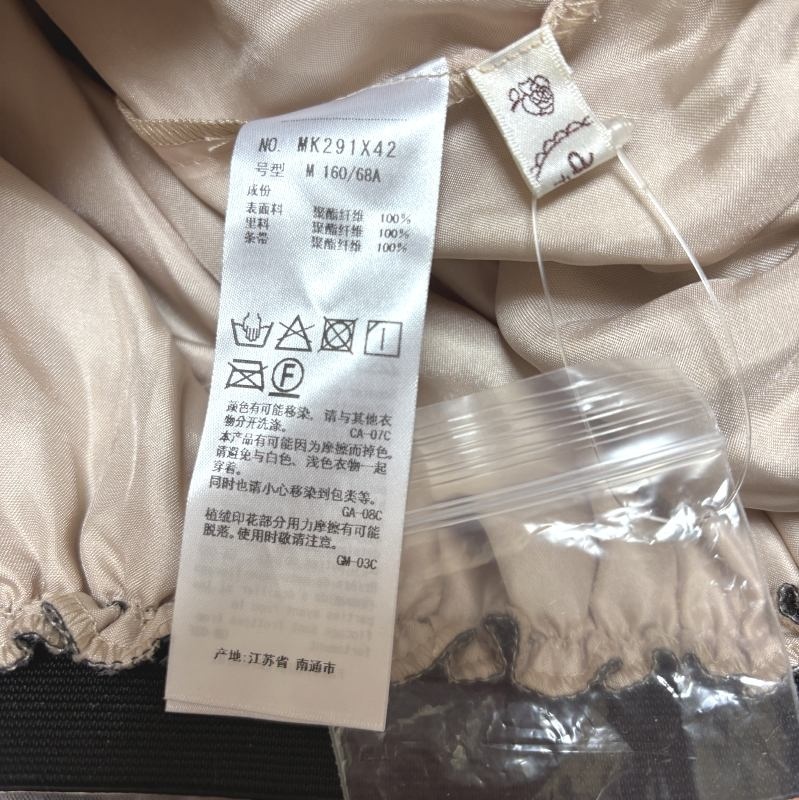 NO. MK291X42
号型 M 160/68A
成份
表面料 聚酯纤维 100%
里料 聚酯纤维 100%
条带 聚酯纤维 100%
F
颜色有可能移染, 请与其他衣
物分开洗涤。
CA-07C
本产品有可能因为摩擦而掉色。
请避免与白色、浅色衣物一起
穿着。
同时也请小心移染到包类等。
GA-08C
植绒印花部分用力摩擦有可能
脱落。使用时敬请注意。
GM-03C
产地:江苏省 南通市